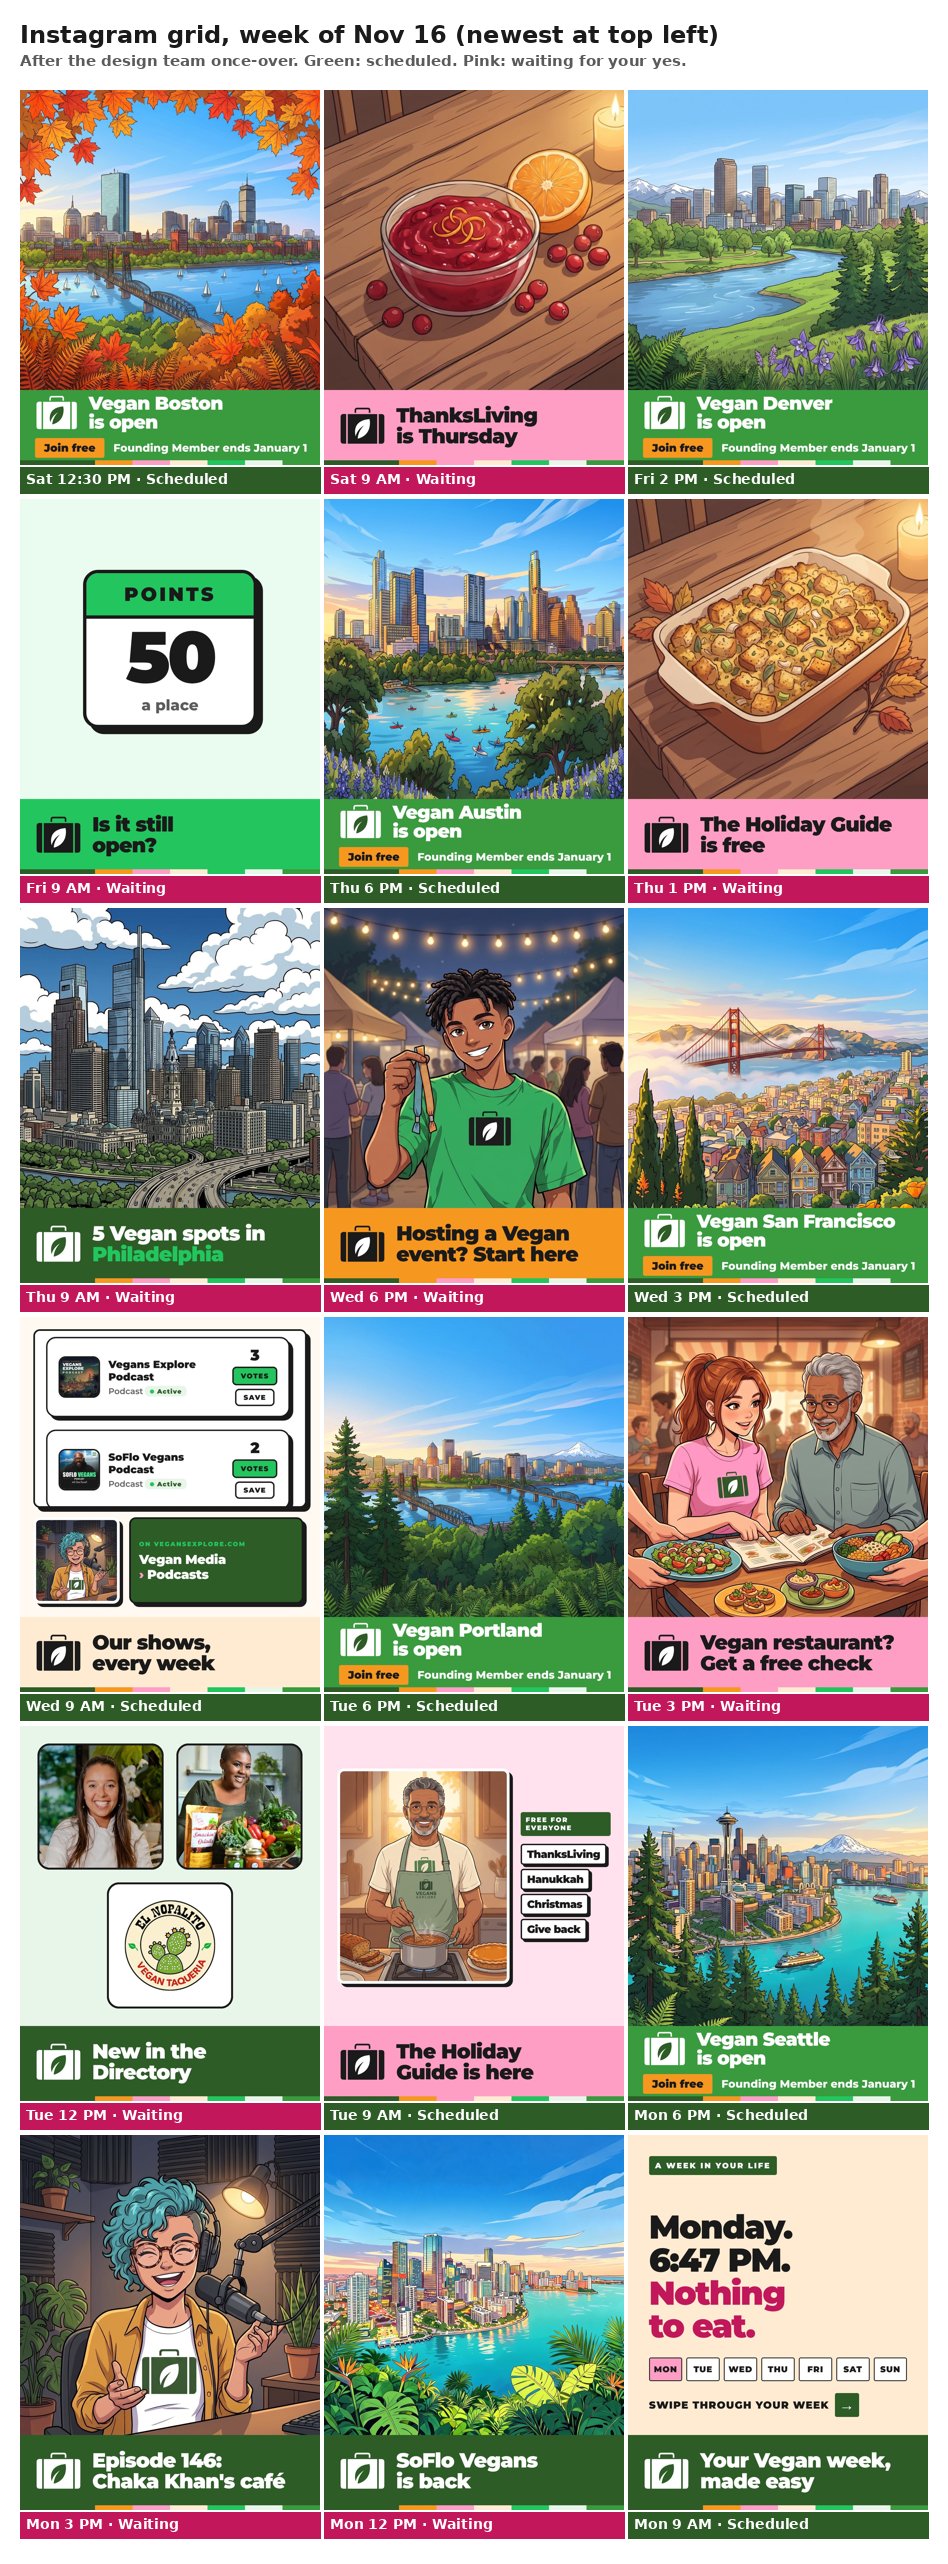 Instagram grid, week of Nov 16 (newest at top left)
After the design team once-over. Green: scheduled. Pink: waiting for your yes.
Vegan Boston
is open
Join free
Founding Member ends January 1
Sat 12:30 PM · Scheduled
ThanksLiving
is Thursday
Sat 9 AM · Waiting
Vegan Denver
is open
Join free
Founding Member ends January 1
Fri 2 PM · Scheduled
POINTS
50
a place
Is it still
open?
Fri 9 AM · Waiting
Vegan Austin
is open
Join free
Founding Member ends January 1
Thu 6 PM · Scheduled
The Holiday Guide
is free
Thu 1 PM · Waiting
5 Vegan spots in
Philadelphia
Thu 9 AM · Waiting
Hosting a Vegan
event? Start here
Wed 6 PM · Waiting
Vegan San Francisco
is open
Join free
Founding Member ends January 1
Wed 3 PM · Scheduled
VEGANS
EXPLORE
PODCAST
Vegans Explore
Podcast
Podcast
Active
3
VOTES
SAVE
SOFLO VEGANS
SoFlo Vegans
Podcast
Podcast
Active
2
VOTES
SAVE
ON VEGANSEXPLORE.COM
Vegan Media
› Podcasts
Our shows,
every week
Wed 9 AM · Scheduled
Vegan Portland
is open
Join free
Founding Member ends January 1
Tue 6 PM · Scheduled
Vegan restaurant?
Get a free check
Tue 3 PM · Waiting
EL NOPALITO
VEGAN TAQUERIA
New in the
Directory
Tue 12 PM · Waiting
VEGANS
EXPLORE
FREE FOR
EVERYONE
ThanksLiving
Hanukkah
Christmas
Give back
The Holiday
Guide is here
Tue 9 AM · Scheduled
Vegan Seattle
is open
Join free
Founding Member ends January 1
Mon 6 PM · Scheduled
Episode 146:
Chaka Khan's café
Mon 3 PM · Waiting
SoFlo Vegans
is back
Mon 12 PM · Waiting
A WEEK IN YOUR LIFE
Monday.
6:47 PM.
Nothing
to eat.
MON TUE WED THU FRI SAT SUN
SWIPE THROUGH YOUR WEEK →
Your Vegan week,
made easy
Mon 9 AM · Scheduled